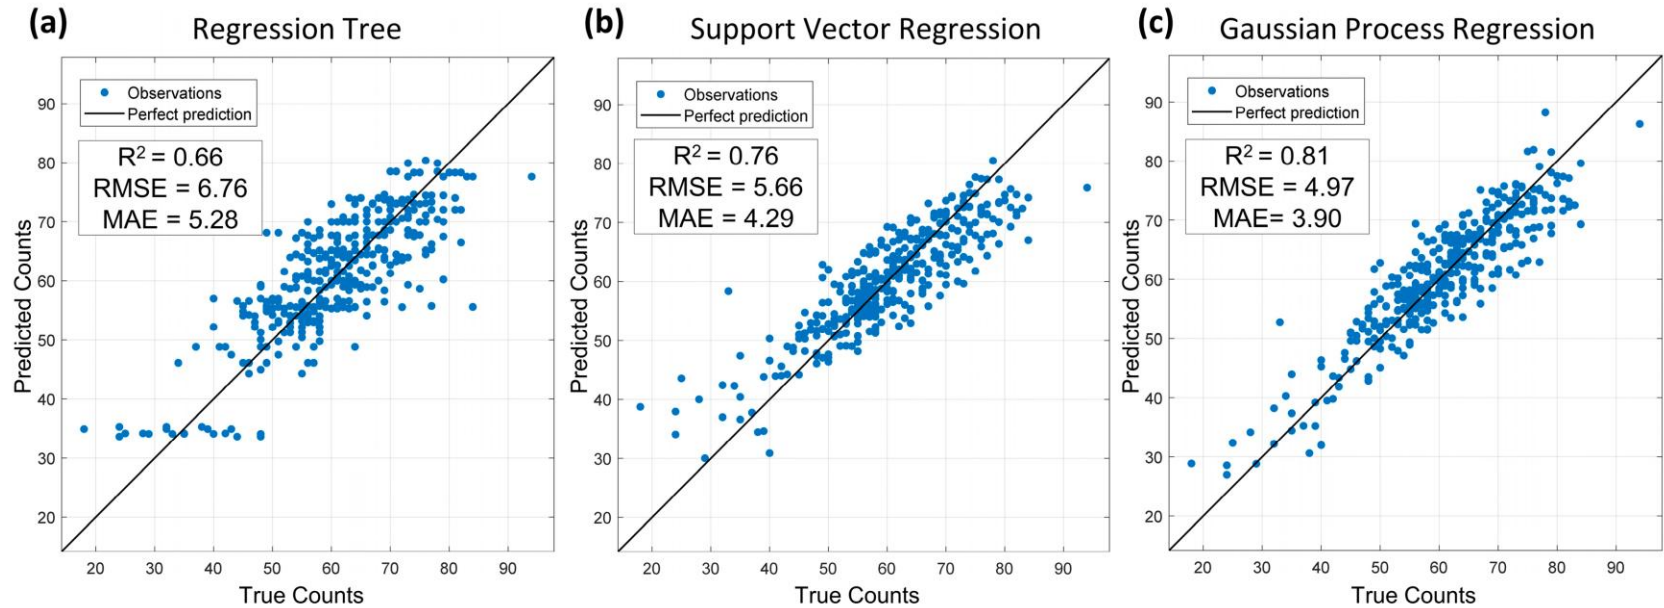 (a) Regression Tree
Observations
Perfect prediction
R² = 0.66
RMSE = 6.76
MAE = 5.28
Predicted Counts
90
80
70
60
50
40
30
20
20 30 40 50 60 70 80 90
True Counts
(b) Support Vector Regression
Observations
Perfect prediction
R² = 0.76
RMSE = 5.66
MAE = 4.29
Predicted Counts
90
80
70
60
50
40
30
20
20 30 40 50 60 70 80 90
True Counts
(c) Gaussian Process Regression
Observations
Perfect prediction
R² = 0.81
RMSE = 4.97
MAE= 3.90
Predicted Counts
90
80
70
60
50
40
30
20
20 30 40 50 60 70 80 90
True Counts